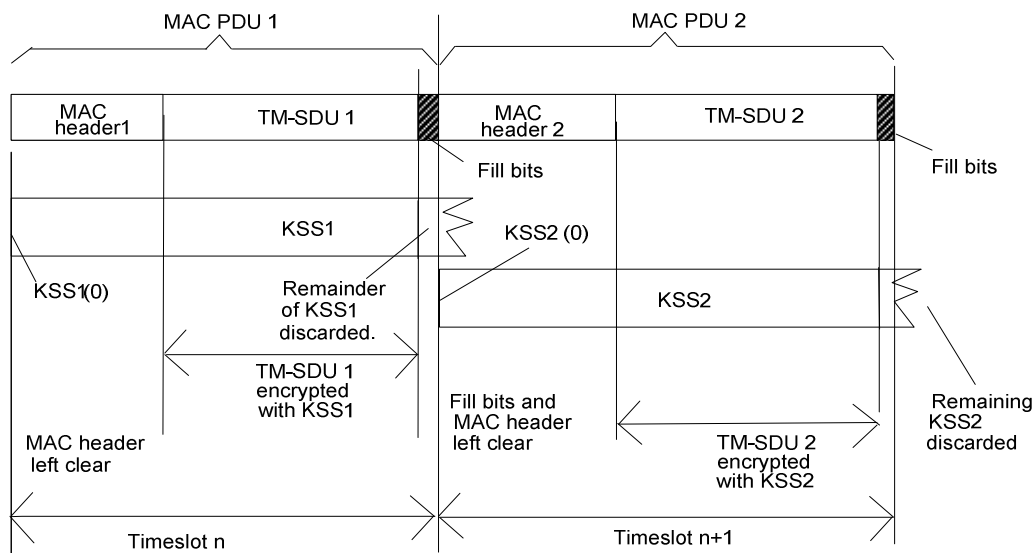 MAC PDU 1
MAC PDU 2
MAC
header1
TM-SDU 1
MAC
header 2
TM-SDU 2
Fill bits
Fill bits
KSS1
KSS2 (0)
KSS1(0)
Remainder
of KSS1
discarded.
KSS2
TM-SDU 1
encrypted
with KSS1
Fill bits and
MAC header
left clear
Remaining
KSS2
discarded
MAC header
left clear
TM-SDU 2
encrypted
with KSS2
Timeslot n
Timeslot n+1